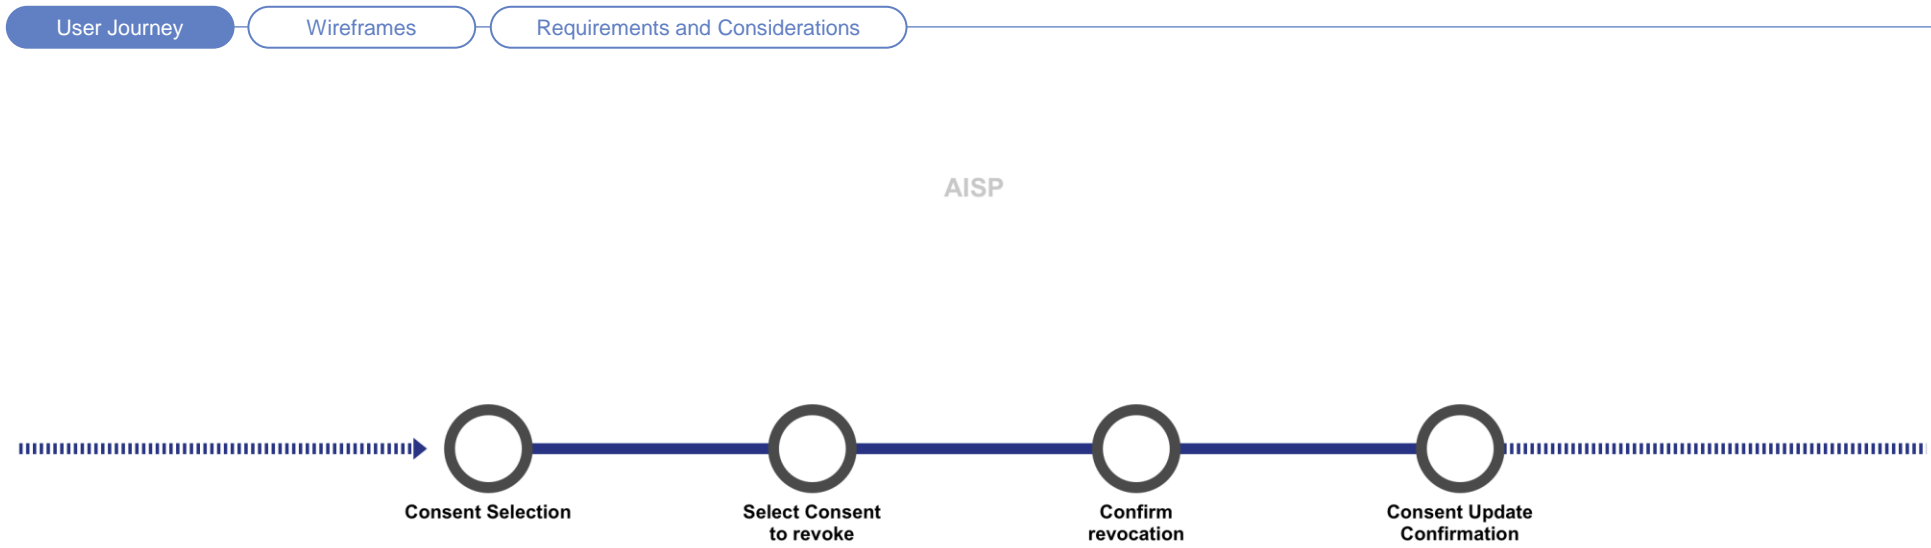 User Journey
Wireframes
Requirements and Considerations
AISP
Consent Selection
Select Consent
to revoke
Confirm
revocation
Consent Update
Confirmation